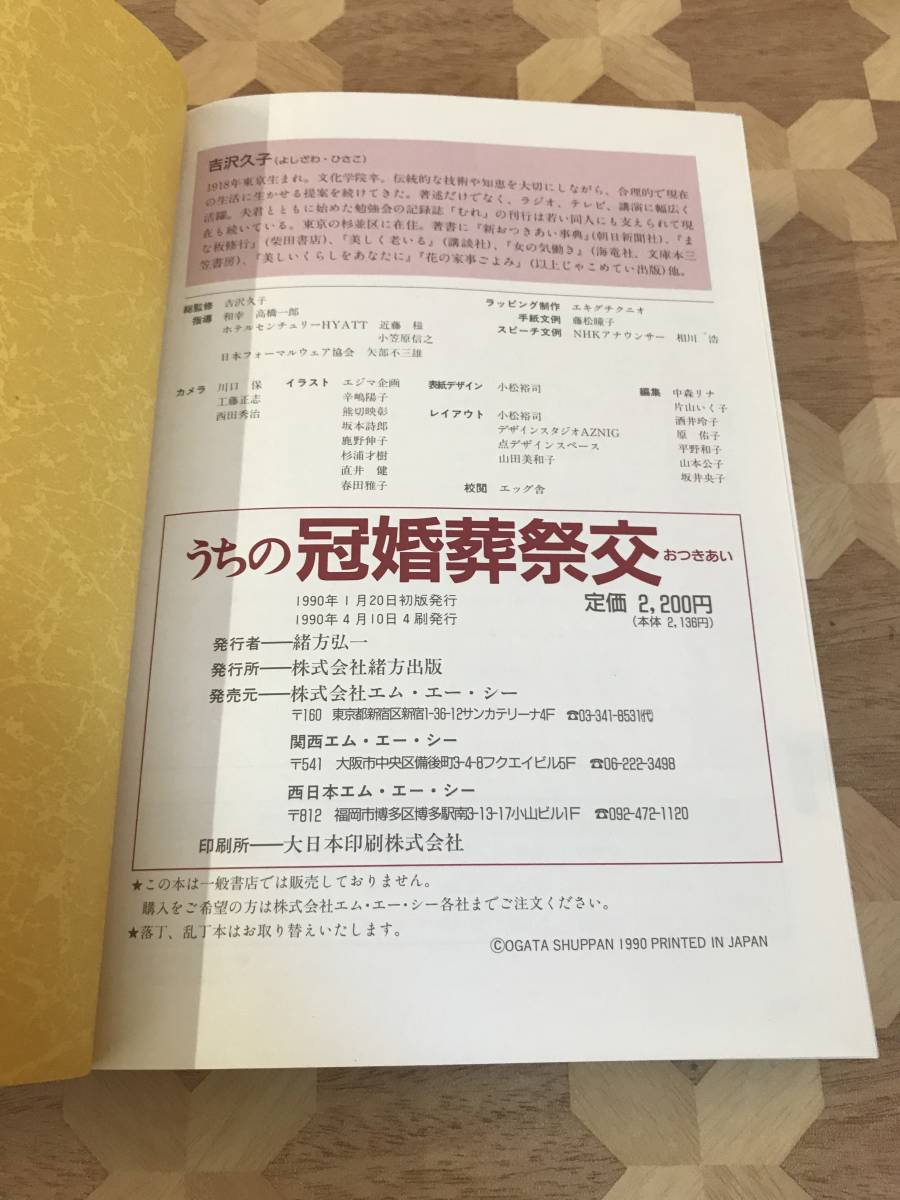 吉沢久子(よしざわ・ひさこ)
1918年東京生まれ。文化学院卒。伝統的な技術や知恵を大切にしながら、合理的で現在
の生活に生かせる提案を続けてきた。著述だけでなく、ラジオ、テレビ、講演に幅広く
活躍。夫君とともに始めた勉強会の記録誌「むれ」の刊行は若い同人にも支えられて現
在も続いている。東京の杉並区に在住。著書に『新おつきあい事典』(朝日新聞社)、『ま
な板修行』(柴田書店)、『美しく老いる』(講談社)、『女の気働き』(海竜社、文庫本三
笠書房)、『美しいくらしをあなたに』『花の家事ごよみ』(以上じゃこめてい出版)他。
総監修 吉沢久子
指導 和幸 高橋一郎
ホテルセンチュリーHYATT 近藤
小笠原信之
日本フォーマルウェア協会 矢部不三雄
ラッピング制作 エキグチクニオ
手紙文例 藤松瞳子
スピーチ文例 NHKアナウンサー 相川 浩
カメラ 川口 保
工藤正志
西田秀治
イラスト エジマ企画
辛嶋陽子
熊切映彰
坂本詩郎
鹿野伸子
杉浦才樹
直井 健
春田雅子
表紙デザイン 小松裕司
レイアウト 小松裕司
デザインスタジオAZNIG
点デザインスペース
山田美和子
校閲 エッグ舎
編集 中森リナ
片山いく子
酒井玲子
原 佑子
平野和子
山本公子
坂井央子
うちの冠婚葬祭交おつきあい
1990年1月20日初版発行
1990年4月10日4刷発行
定価 2,200円
(本体 2,136円)
発行者──緒方弘一
発行所──株式会社緒方出版
発売元──株式会社エム・エー・シー
〒160 東京都新宿区新宿1-36-12サンカテリーナ4F ☎03-341-8531(代)
関西エム・エー・シー
〒541 大阪市中央区備後町3-4-8フクエイビル5F ☎06-222-3498
西日本エム・エー・シー
〒812 福岡市博多区博多駅南3-13-17小山ビル1F ☎092-472-1120
印刷所──大日本印刷株式会社
★この本は一般書店では販売しておりません。
購入をご希望の方は株式会社エム・エー・シー各社までご注文ください。
★落丁、乱丁本はお取り替えいたします。
©OGATA SHUPPAN 1990 PRINTED IN JAPAN